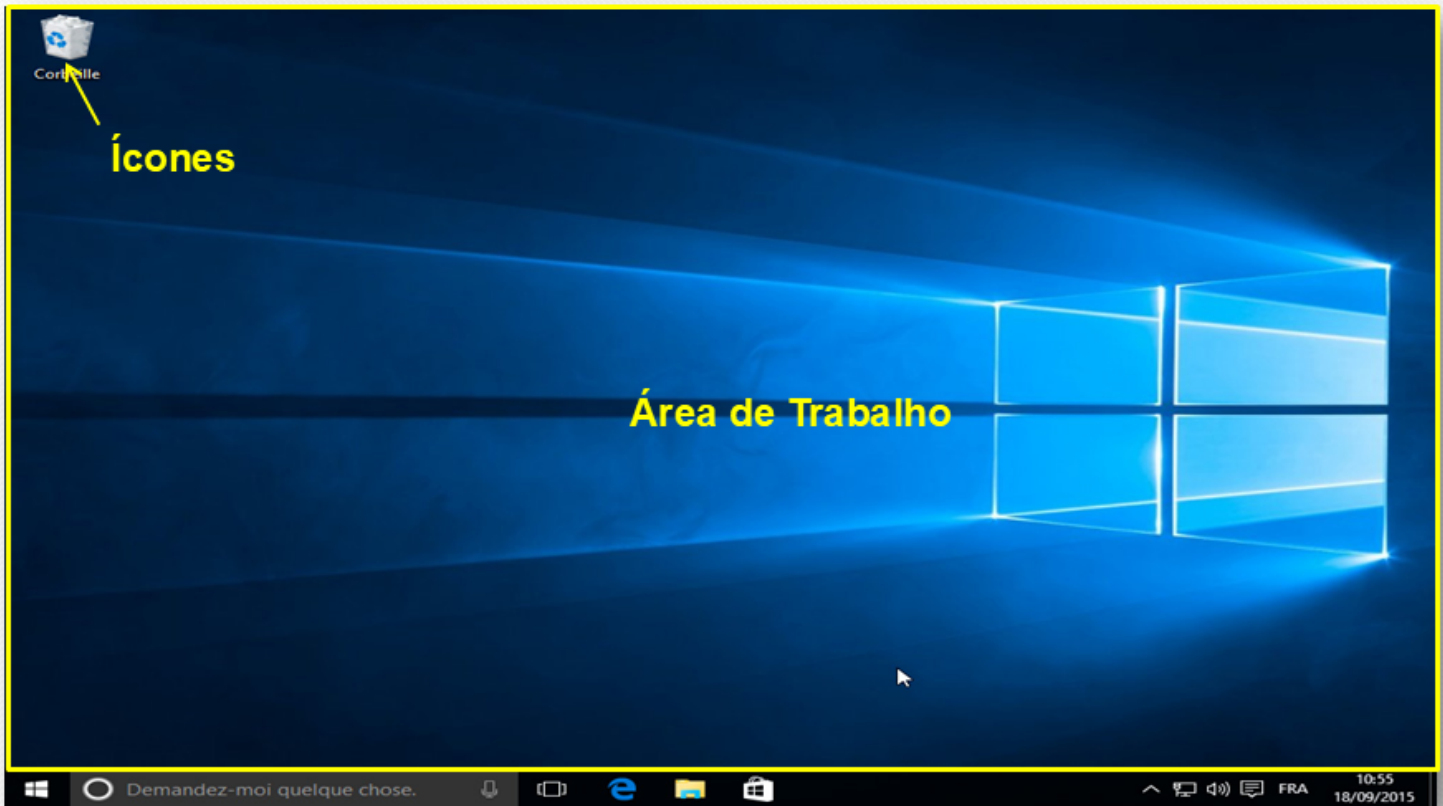 Corbeille
Ícones
Área de Trabalho
Demandez-moi quelque chose.
FRA
10:55
18/09/2015